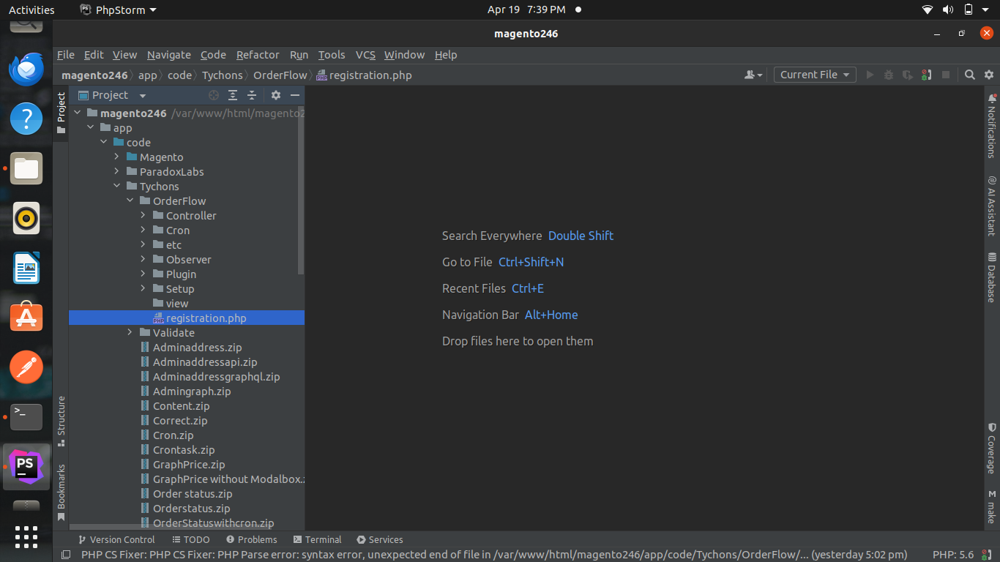 Activities PhpStorm Apr 19 7:39 PM
magento246
File Edit View Navigate Code Refactor Run Tools VCS Window Help
magento246 app code Tychons OrderFlow registration.php Current File
Project
Project
Structure
Bookmarks
magento246 /var/www/html/magento2
app
code
Magento
ParadoxLabs
Tychons
OrderFlow
Controller
Cron
etc
Observer
Plugin
Setup
view
registration.php
Validate
Adminaddress.zip
Adminaddressapi.zip
Adminaddressgraphql.zip
Admingraph.zip
Content.zip
Correct.zip
Cron.zip
Crontask.zip
GraphPrice.zip
GraphPrice without Modalbox.z
Order status.zip
Orderstatus.zip
OrderStatuswithcron.zip
Search Everywhere Double Shift
Go to File Ctrl+Shift+N
Recent Files Ctrl+E
Navigation Bar Alt+Home
Drop files here to open them
Notifications
AI Assistant
Database
Coverage
M make
Version Control TODO Problems Terminal Services
PHP CS Fixer: PHP CS Fixer: PHP Parse error: syntax error, unexpected end of file in /var/www/html/magento246/app/code/Tychons/OrderFlow/... (yesterday 5:02 pm) PHP: 5.6